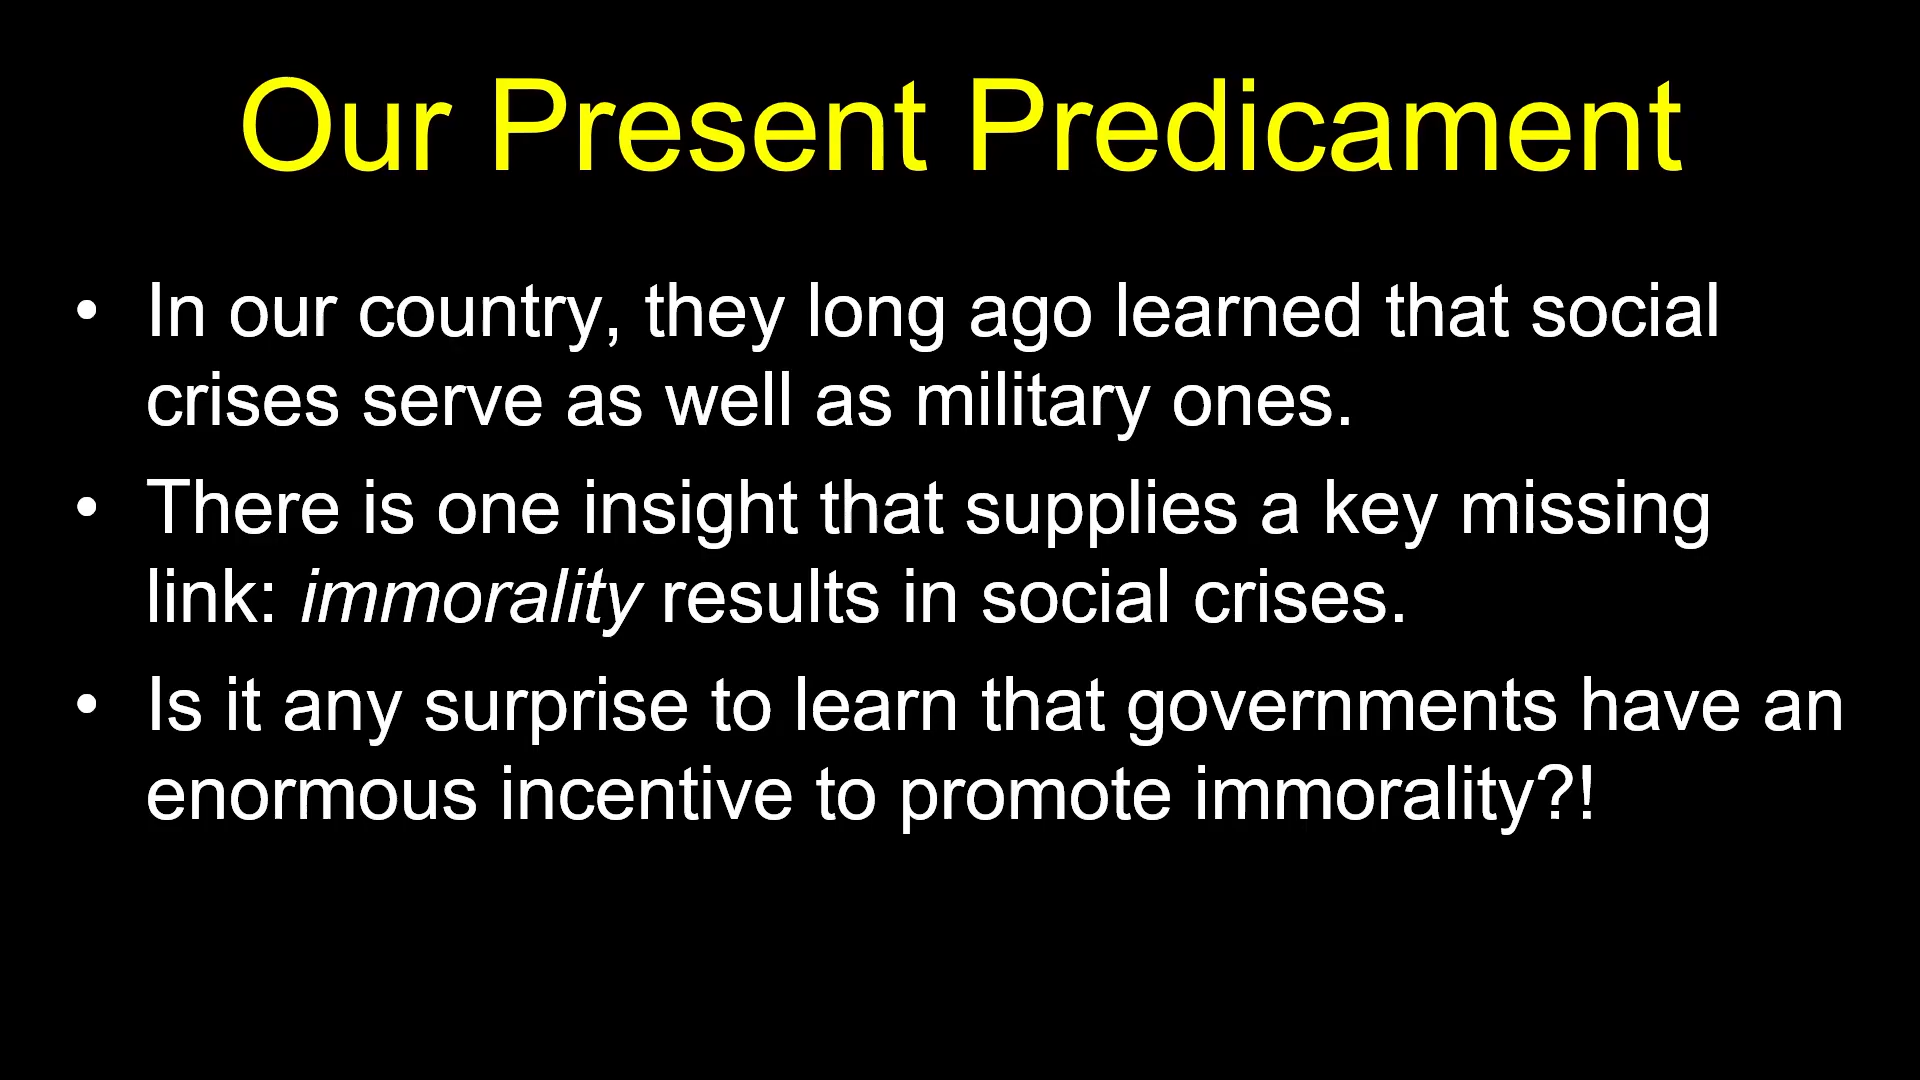 Our Present Predicament
• In our country, they long ago learned that social
crises serve as well as military ones.
• There is one insight that supplies a key missing
link: immorality results in social crises.
• Is it any surprise to learn that governments have an
enormous incentive to promote immorality?!